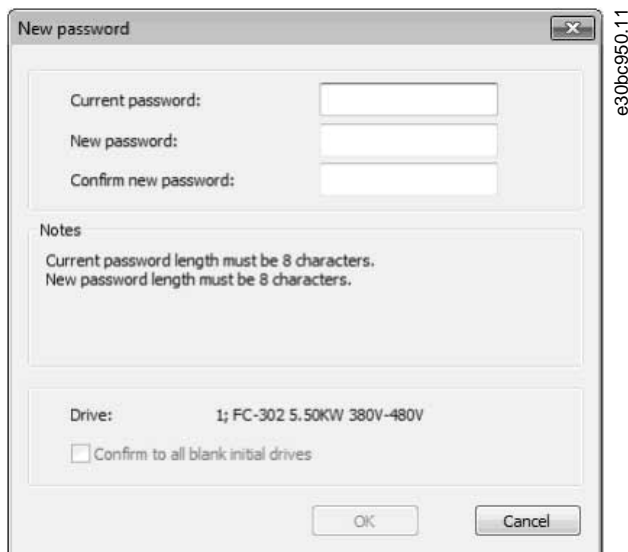 New password
Current password:
New password:
Confirm new password:
Notes
Current password length must be 8 characters.
New password length must be 8 characters.
Drive: 1; FC-302 5.50KW 380V-480V
Confirm to all blank initial drives
OK Cancel
e30bc950.11